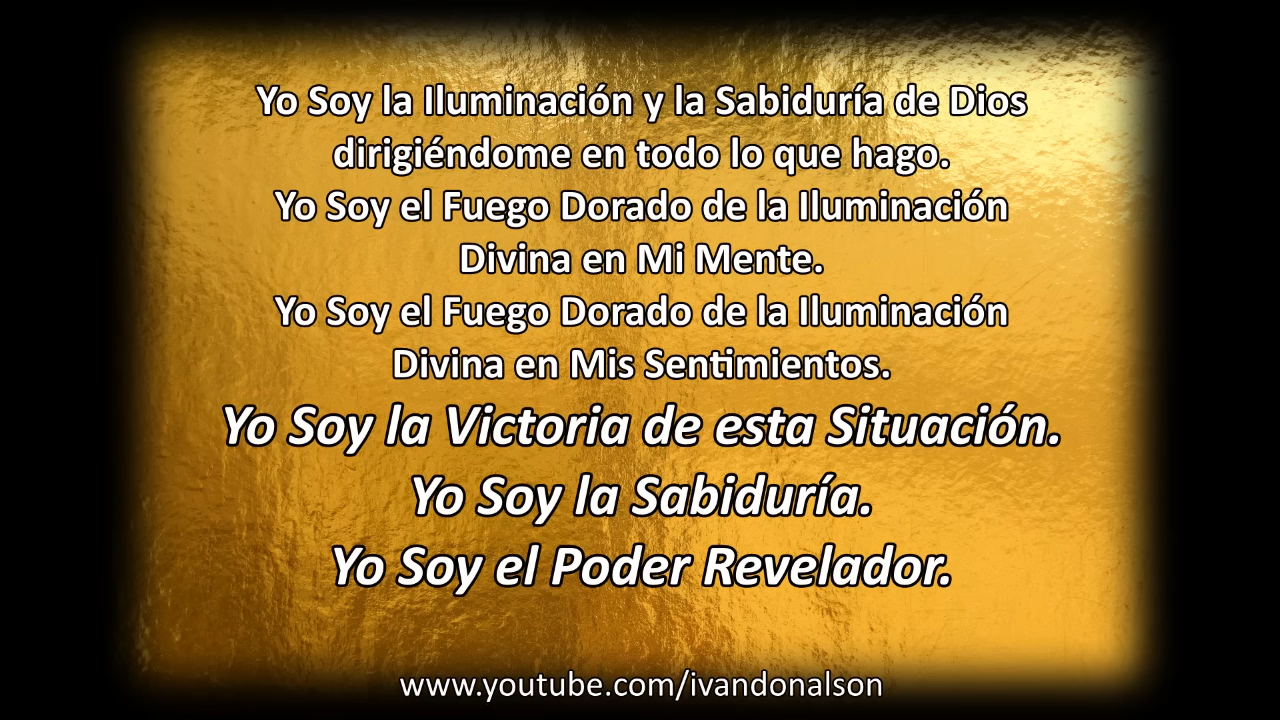 Yo Soy la Iluminación y la Sabiduría de Dios
dirigiéndome en todo lo que hago.
Yo Soy el Fuego Dorado de la Iluminación
Divina en Mi Mente.
Yo Soy el Fuego Dorado de la Iluminación
Divina en Mis Sentimientos.
Yo Soy la Victoria de esta Situación.
Yo Soy la Sabiduría.
Yo Soy el Poder Revelador.
www.youtube.com/ivandonalson